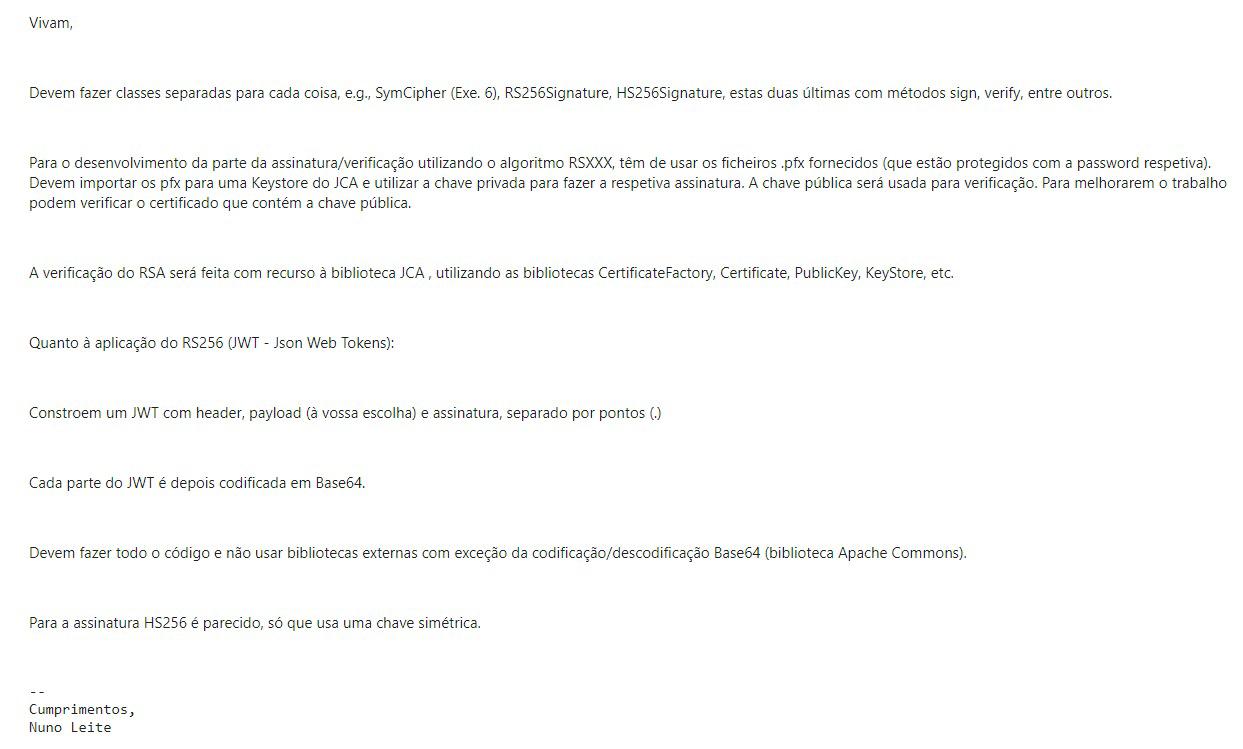 Vivam,
Devem fazer classes separadas para cada coisa, e.g., SymCipher (Exe. 6), RS256Signature, HS256Signature, estas duas últimas com métodos sign, verify, entre outros.
Para o desenvolvimento da parte da assinatura/verificação utilizando o algoritmo RSXXX, têm de usar os ficheiros .pfx fornecidos (que estão protegidos com a password respetiva).
Devem importar os pfx para uma Keystore do JCA e utilizar a chave privada para fazer a respetiva assinatura. A chave pública será usada para verificação. Para melhorarem o trabalho
podem verificar o certificado que contém a chave pública.
A verificação do RSA será feita com recurso à biblioteca JCA , utilizando as bibliotecas CertificateFactory, Certificate, PublicKey, KeyStore, etc.
Quanto à aplicação do RS256 (JWT - Json Web Tokens):
Constroem um JWT com header, payload (à vossa escolha) e assinatura, separado por pontos (.)
Cada parte do JWT é depois codificada em Base64.
Devem fazer todo o código e não usar bibliotecas externas com exceção da codificação/descodificação Base64 (biblioteca Apache Commons).
Para a assinatura HS256 é parecido, só que usa uma chave simétrica.
--
Cumprimentos,
Nuno Leite